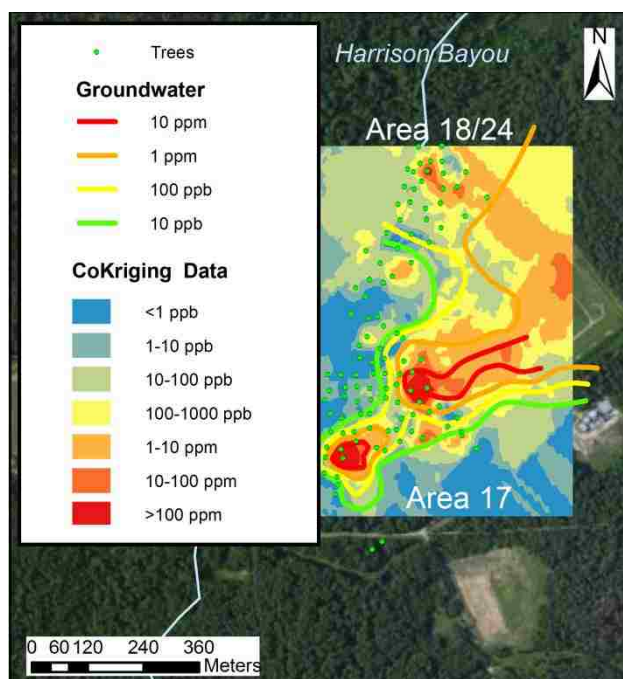 Trees
Groundwater
10 ppm
1 ppm
100 ppb
10 ppb
CoKriging Data
<1 ppb
1-10 ppb
10-100 ppb
100-1000 ppb
1-10 ppm
10-100 ppm
>100 ppm
Harrison Bayou
N
Area 18/24
Area 17
0 60 120 240 360
Meters